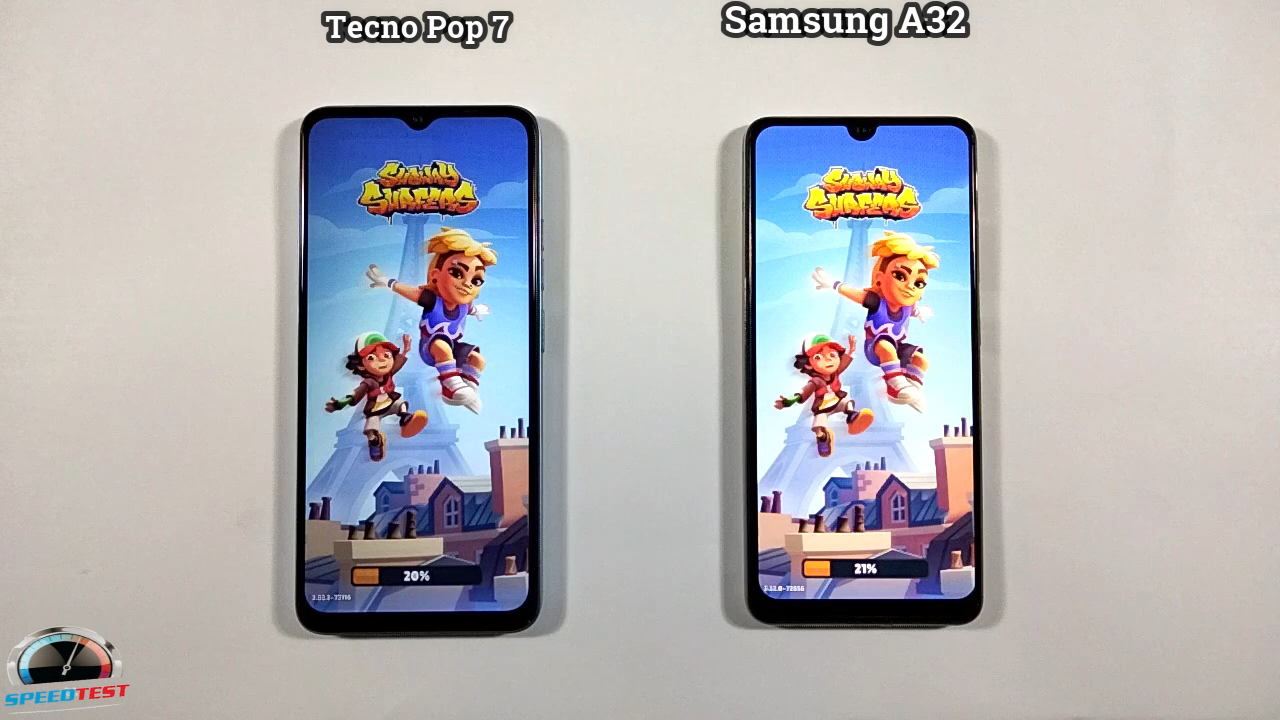 Tecno Pop 7
Samsung A32
SUBWAY
SURFERS
SUBWAY
SURFERS
20%
21%
SPEEDTEST